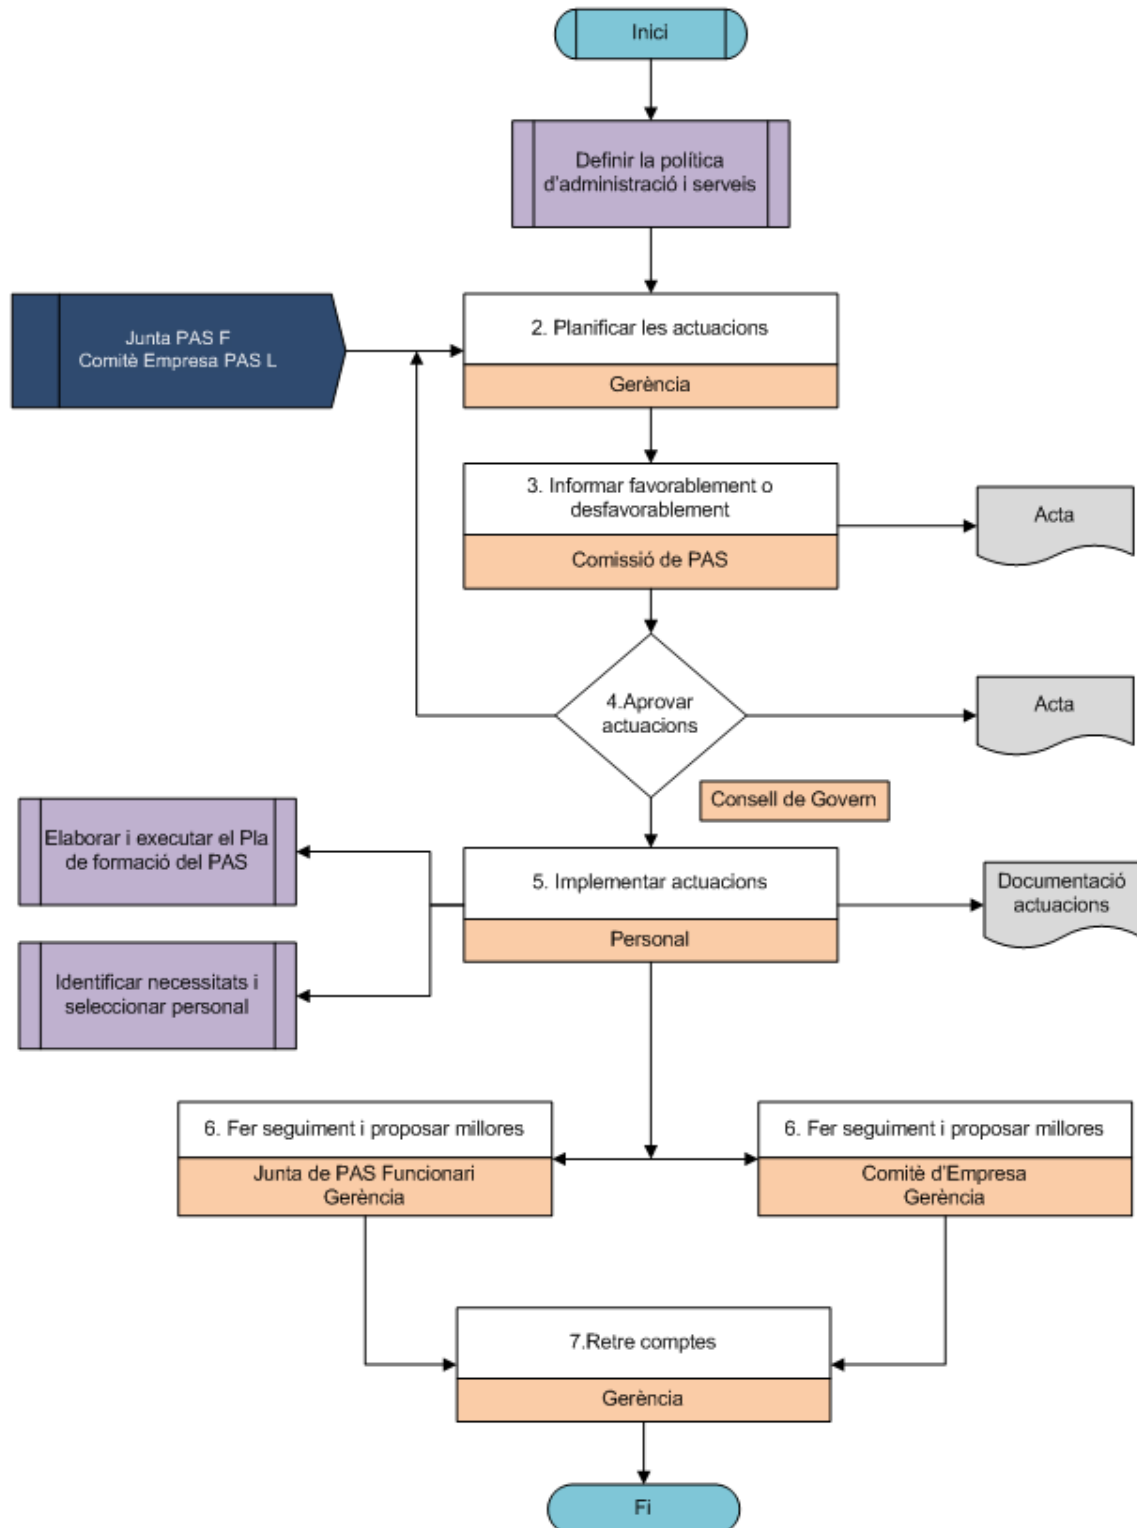 Inici
Definir la política
d'administració i serveis
Junta PAS F
Comitè Empresa PAS L
2. Planificar les actuacions
Gerència
3. Informar favorablement o
desfavorablement
Comissió de PAS
Acta
4.Aprovar
actuacions
Acta
Consell de Govern
Elaborar i executar el Pla
de formació del PAS
5. Implementar actuacions
Personal
Documentació
actuacions
Identificar necessitats i
seleccionar personal
6. Fer seguiment i proposar millores
Junta de PAS Funcionari
Gerència
6. Fer seguiment i proposar millores
Comitè d'Empresa
Gerència
7.Retre comptes
Gerència
Fi